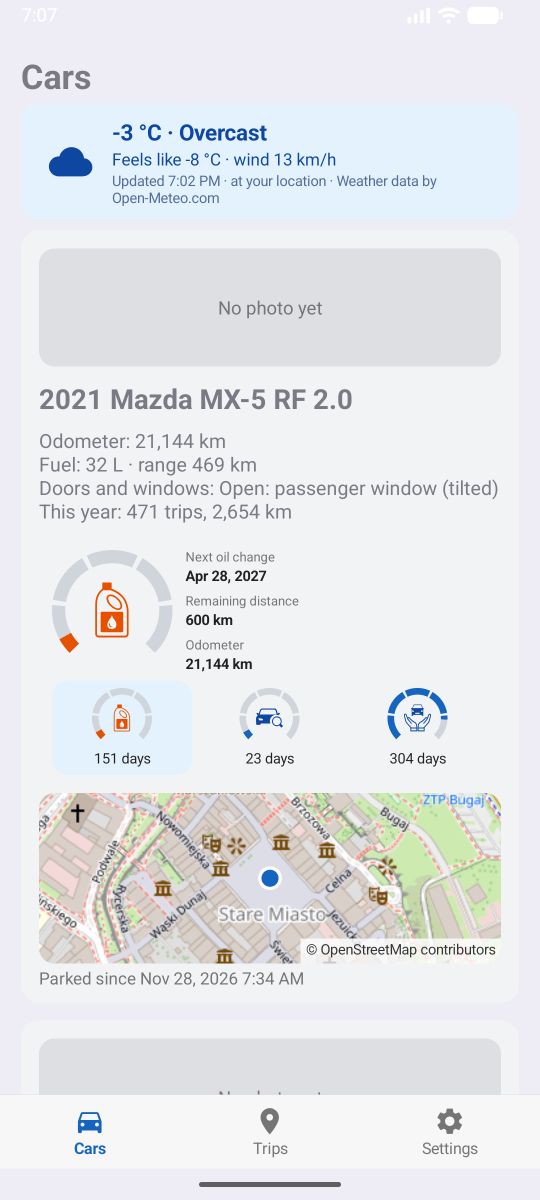 7:07
Cars
-3 °C · Overcast
Feels like -8 °C · wind 13 km/h
Updated 7:02 PM · at your location · Weather data by
Open-Meteo.com
No photo yet
2021 Mazda MX-5 RF 2.0
Odometer: 21,144 km
Fuel: 32 L · range 469 km
Doors and windows: Open: passenger window (tilted)
This year: 471 trips, 2,654 km
Next oil change
Apr 28, 2027
Remaining distance
600 km
Odometer
21,144 km
151 days
23 days
304 days
ZTP Bugaj
Nowomiejska
Brzozowa
Bugaj
Podwale
Rycerska
Wąski Dunaj
Celna
Stare Miasto
Jezuicka
© OpenStreetMap contributors
Parked since Nov 28, 2026 7:34 AM
Cars
Trips
Settings